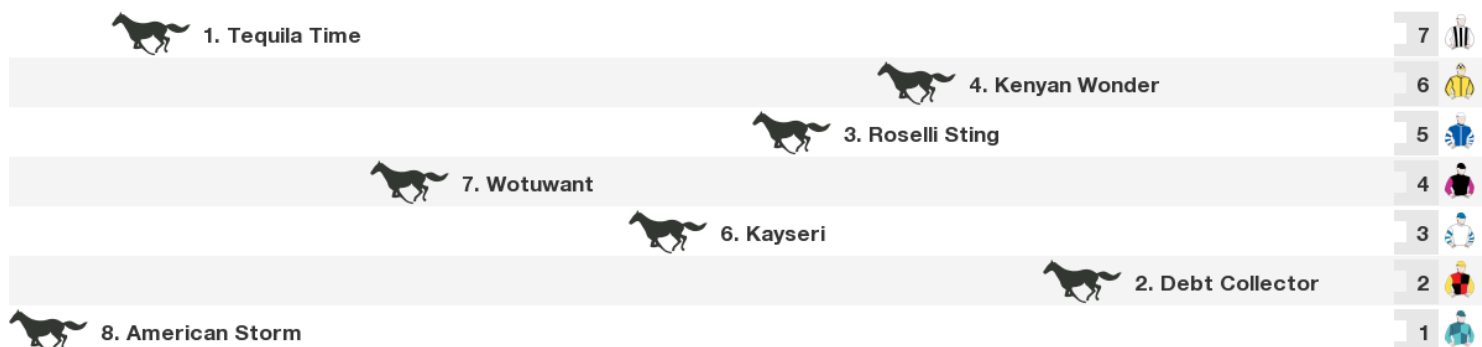 1. Tequila Time 7
4. Kenyan Wonder 6
3. Roselli Sting 5
7. Wotuwant 4
6. Kayseri 3
2. Debt Collector 2
8. American Storm 1